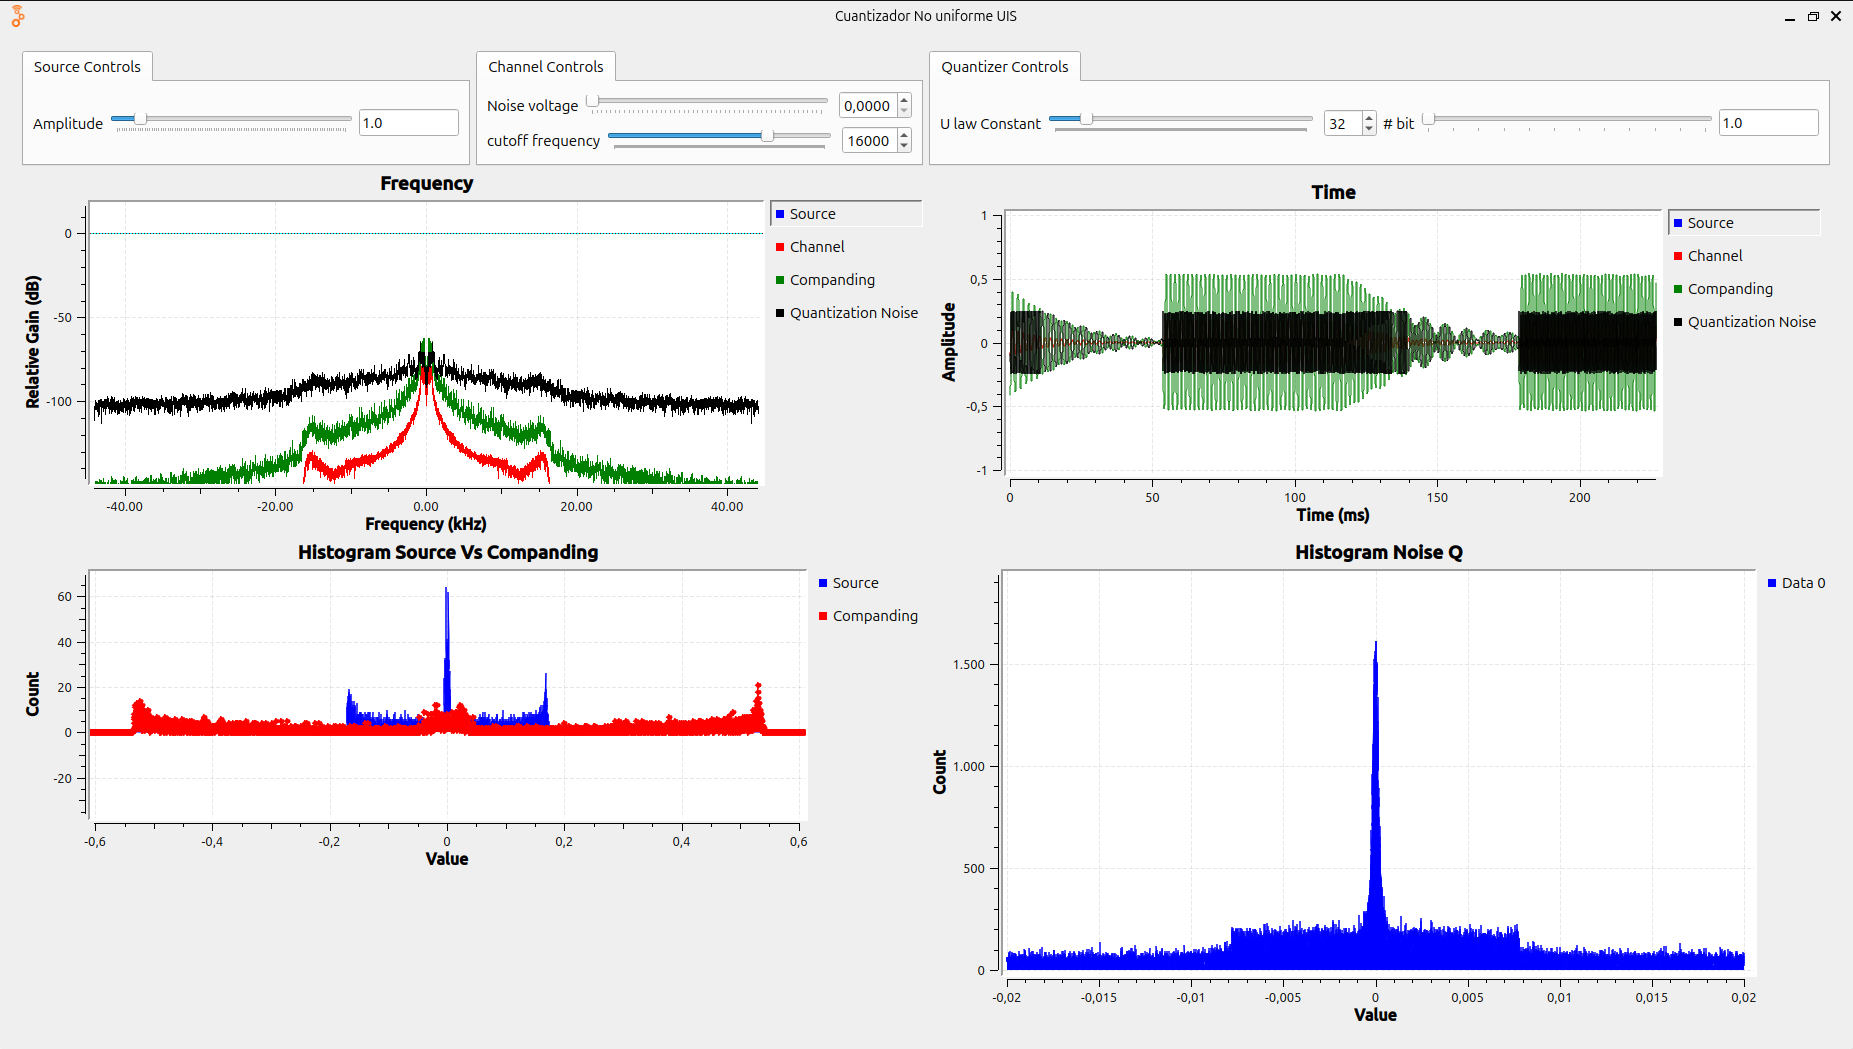 Cuantizador No uniforme UIS
Source Controls
Amplitude 1.0
Channel Controls
Noise voltage 0,0000
cutoff frequency 16000
Quantizer Controls
U law Constant 32 # bit 1.0
Frequency
Relative Gain (dB)
0
-50
-100
-40.00 -20.00 0.00 20.00 40.00
Frequency (kHz)
Source
Channel
Companding
Quantization Noise
Time
Amplitude
1
0,5
0
-0,5
-1
0 50 100 150 200
Time (ms)
Source
Channel
Companding
Quantization Noise
Histogram Source Vs Companding
Count
60
40
20
0
-20
-0,6 -0,4 -0,2 0 0,2 0,4 0,6
Value
Source
Companding
Histogram Noise Q
Count
1.500
1.000
500
0
-0,02 -0,015 -0,01 -0,005 0 0,005 0,01 0,015 0,02
Value
Data 0